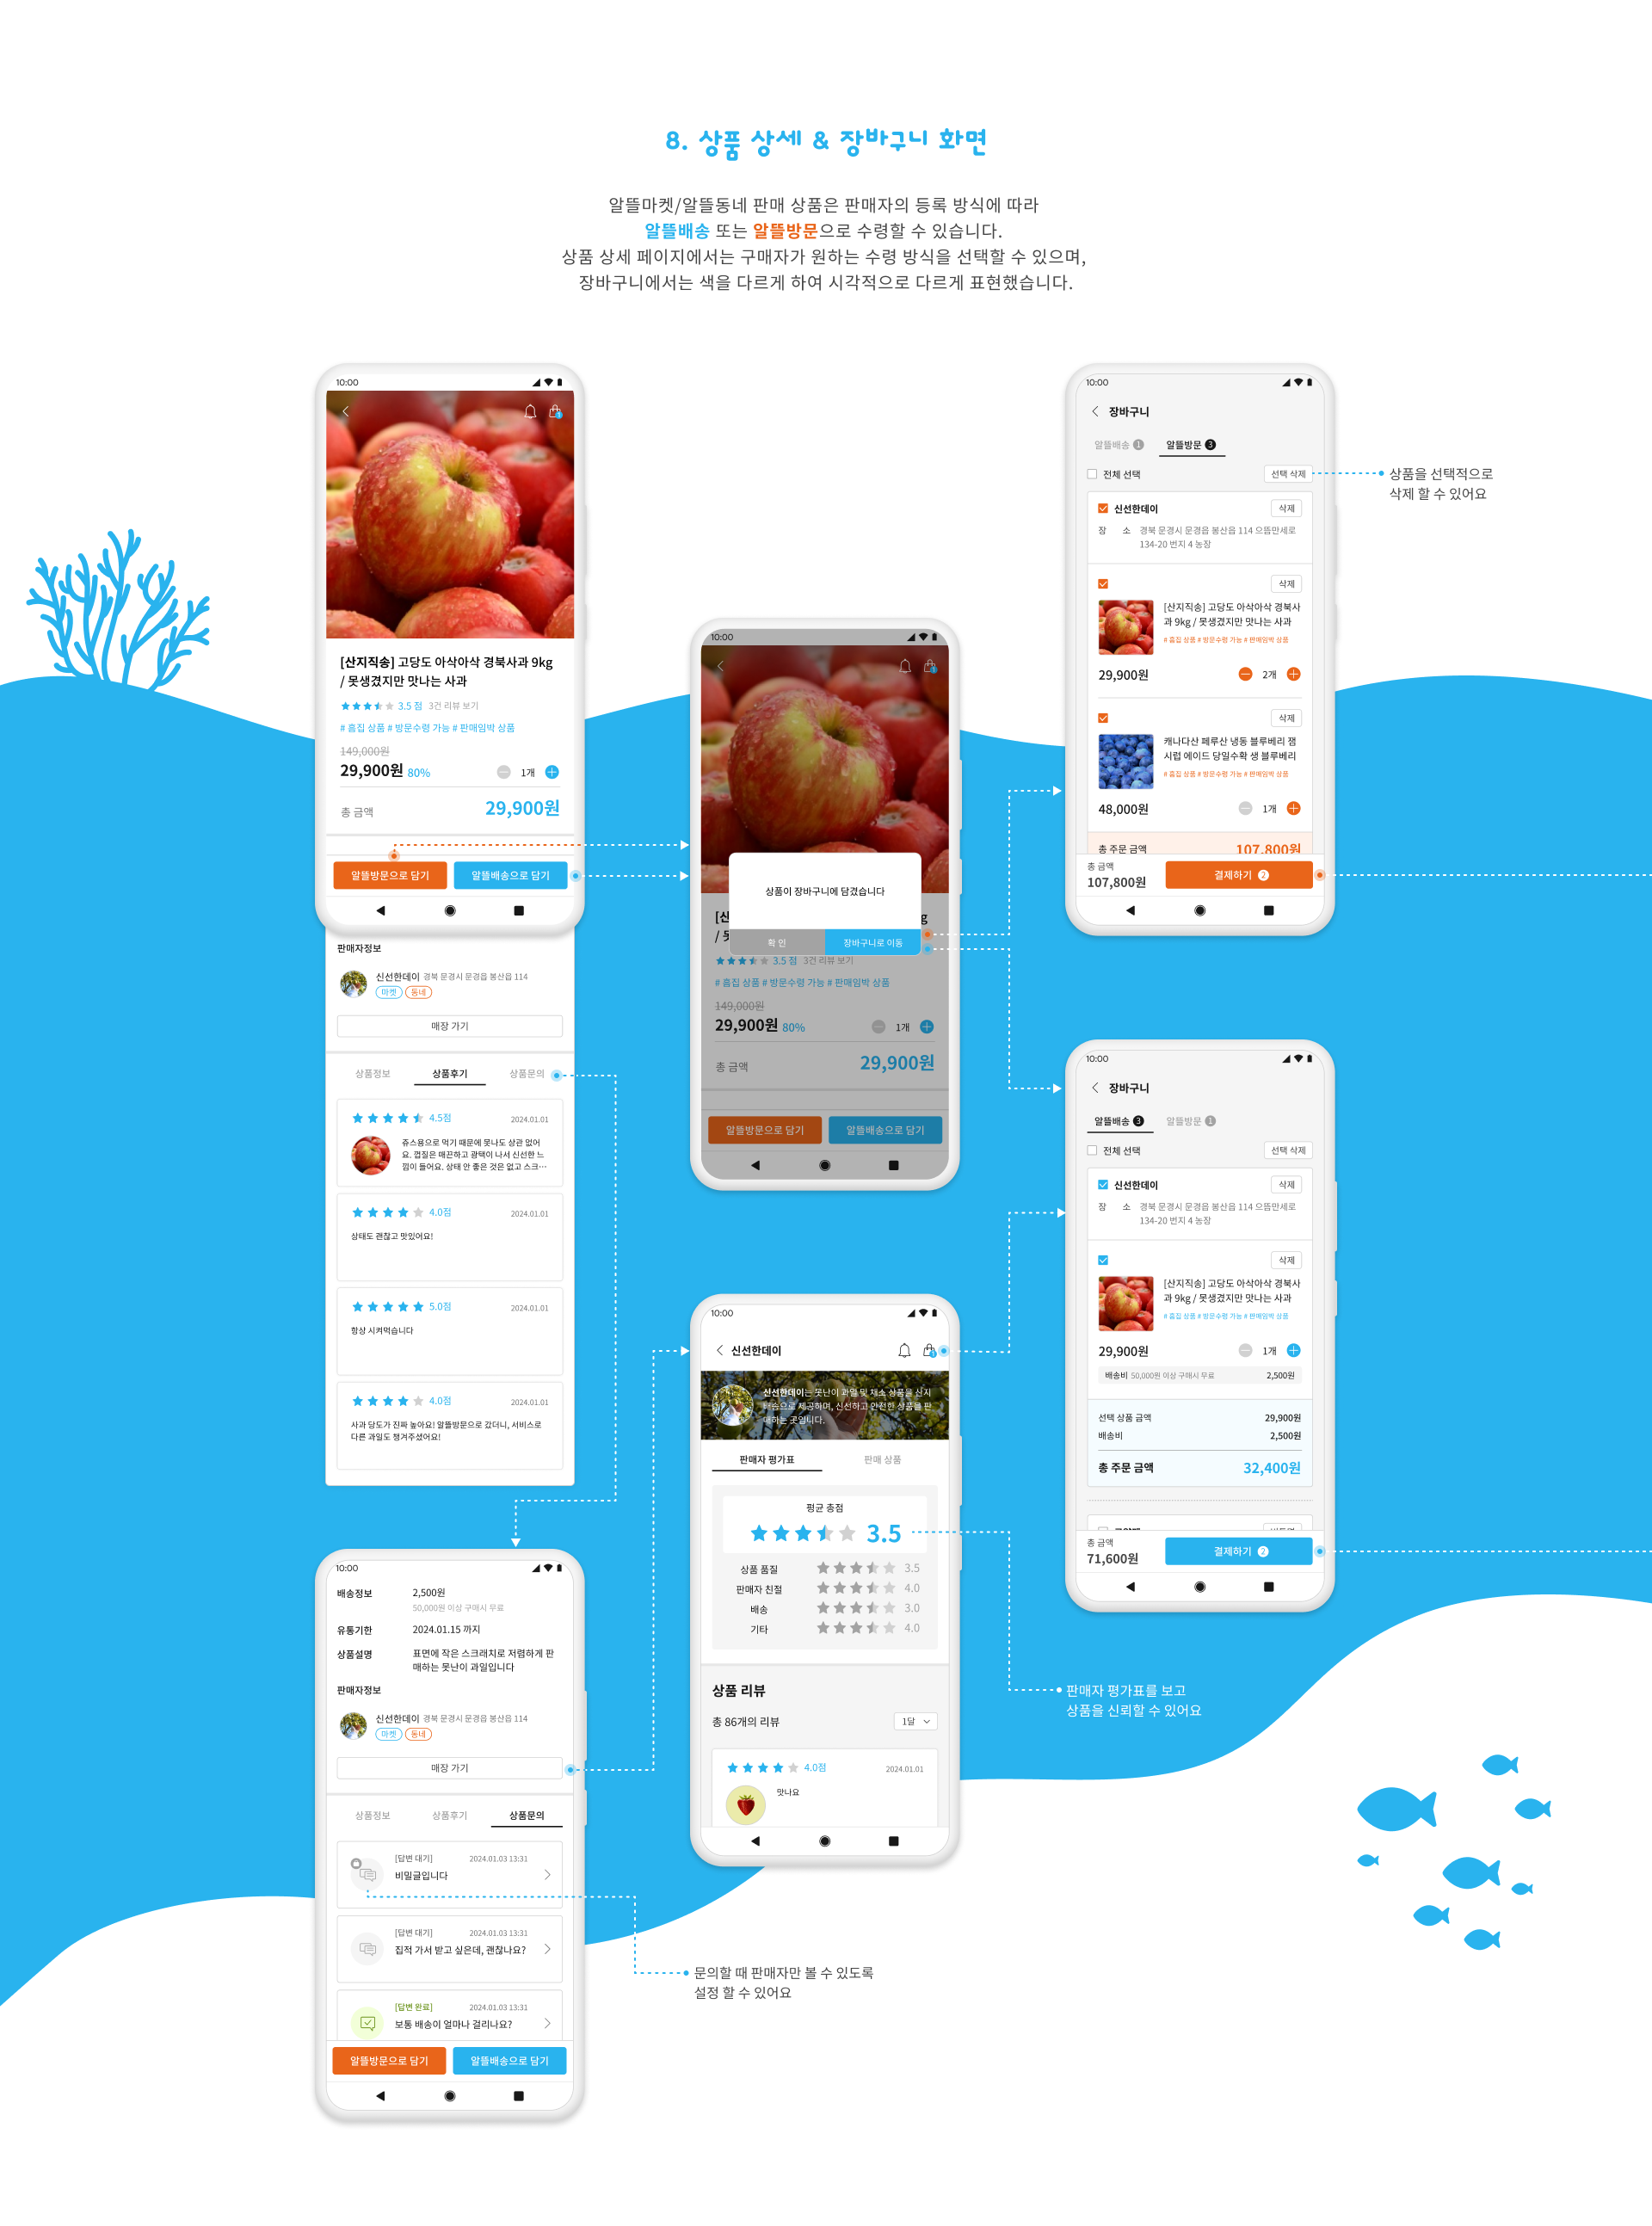 8. 상품 상세 & 장바구니 화면
알뜰마켓/알뜰동네 판매 상품은 판매자의 등록 방식에 따라
알뜰배송 또는 알뜰방문으로 수령할 수 있습니다.
상품 상세 페이지에서는 구매자가 원하는 수령 방식을 선택할 수 있으며,
장바구니에서는 색을 다르게 하여 시각적으로 다르게 표현했습니다.
10:00
[산지직송] 고당도 아삭아삭 경북사과 9kg
/ 못생겼지만 맛나는 사과
3.5 점 3건 리뷰 보기
# 흠집 상품 # 방문수령 가능 # 판매임박 상품
149,000원
29,900원 80% 1개
총 금액 29,900원
알뜰방문으로 담기 알뜰배송으로 담기
판매자정보
신선한데이 경북 문경시 문경읍 봉산읍 114
마켓 동네
매장 가기
상품정보 상품후기 상품문의
4.5점 2024.01.01
쥬스용으로 먹기 때문에 못나도 상관 없어
요. 껍질은 매끈하고 광택이 나서 신선한 느
낌이 들어요. 상태 안 좋은 것은 없고 스크…
4.0점 2024.01.01
상태도 괜찮고 맛있어요!
5.0점 2024.01.01
항상 시켜먹습니다
4.0점 2024.01.01
사과 당도가 진짜 높아요! 알뜰방문으로 갔더니, 서비스로
다른 과일도 챙겨주셨어요!
10:00
배송정보 2,500원
50,000원 이상 구매시 무료
유통기한 2024.01.15 까지
상품설명 표면에 작은 스크래치로 저렴하게 판
매하는 못난이 과일입니다
판매자정보
신선한데이 경북 문경시 문경읍 봉산읍 114
마켓 동네
매장 가기
상품정보 상품후기 상품문의
[답변 대기] 2024.01.03 13:31
비밀글입니다
[답변 대기] 2024.01.03 13:31
집적 가서 받고 싶은데, 괜찮나요?
[답변 완료] 2024.01.03 13:31
보통 배송이 얼마나 걸리나요?
알뜰방문으로 담기 알뜰배송으로 담기
문의할 때 판매자만 볼 수 있도록
설정 할 수 있어요
10:00
상품이 장바구니에 담겼습니다
확 인 장바구니로 이동
[산 g
/ 못
3.5 점 3건 리뷰 보기
# 흠집 상품 # 방문수령 가능 # 판매임박 상품
149,000원
29,900원 80% 1개
총 금액 29,900원
알뜰방문으로 담기 알뜰배송으로 담기
10:00
신선한데이
신선한데이는 못난이 과일 및 채소 상품을 산지
배송으로 제공하며, 신선하고 안전한 상품을 판
매하는 곳입니다.
판매자 평가표 판매 상품
평균 총점
3.5
상품 품질 3.5
판매자 친절 4.0
배송 3.0
기타 4.0
상품 리뷰
총 86개의 리뷰 1달
4.0점 2024.01.01
맛나요
판매자 평가표를 보고
상품을 신뢰할 수 있어요
10:00
장바구니
알뜰배송 1 알뜰방문 3
전체 선택 선택 삭제
상품을 선택적으로
삭제 할 수 있어요
신선한데이 삭제
장 소 경북 문경시 문경읍 봉산읍 114 으뜸만세로
134-20 번지 4 농장
삭제
[산지직송] 고당도 아삭아삭 경북사
과 9kg / 못생겼지만 맛나는 사과
# 흠집 상품 # 방문수령 가능 # 판매임박 상품
29,900원 2개
삭제
캐나다산 페루산 냉동 블루베리 잼
시럽 에이드 당일수확 생 블루베리
# 흠집 상품 # 방문수령 가능 # 판매임박 상품
48,000원 1개
총 주문 금액 107,800원
총 금액
107,800원 결제하기 2
10:00
장바구니
알뜰배송 3 알뜰방문 1
전체 선택 선택 삭제
신선한데이 삭제
장 소 경북 문경시 문경읍 봉산읍 114 으뜸만세로
134-20 번지 4 농장
삭제
[산지직송] 고당도 아삭아삭 경북사
과 9kg / 못생겼지만 맛나는 사과
# 흠집 상품 # 방문수령 가능 # 판매임박 상품
29,900원 1개
배송비 50,000원 이상 구매시 무료 2,500원
선택 상품 금액 29,900원
배송비 2,500원
총 주문 금액 32,400원
총 금액
71,600원 결제하기 2